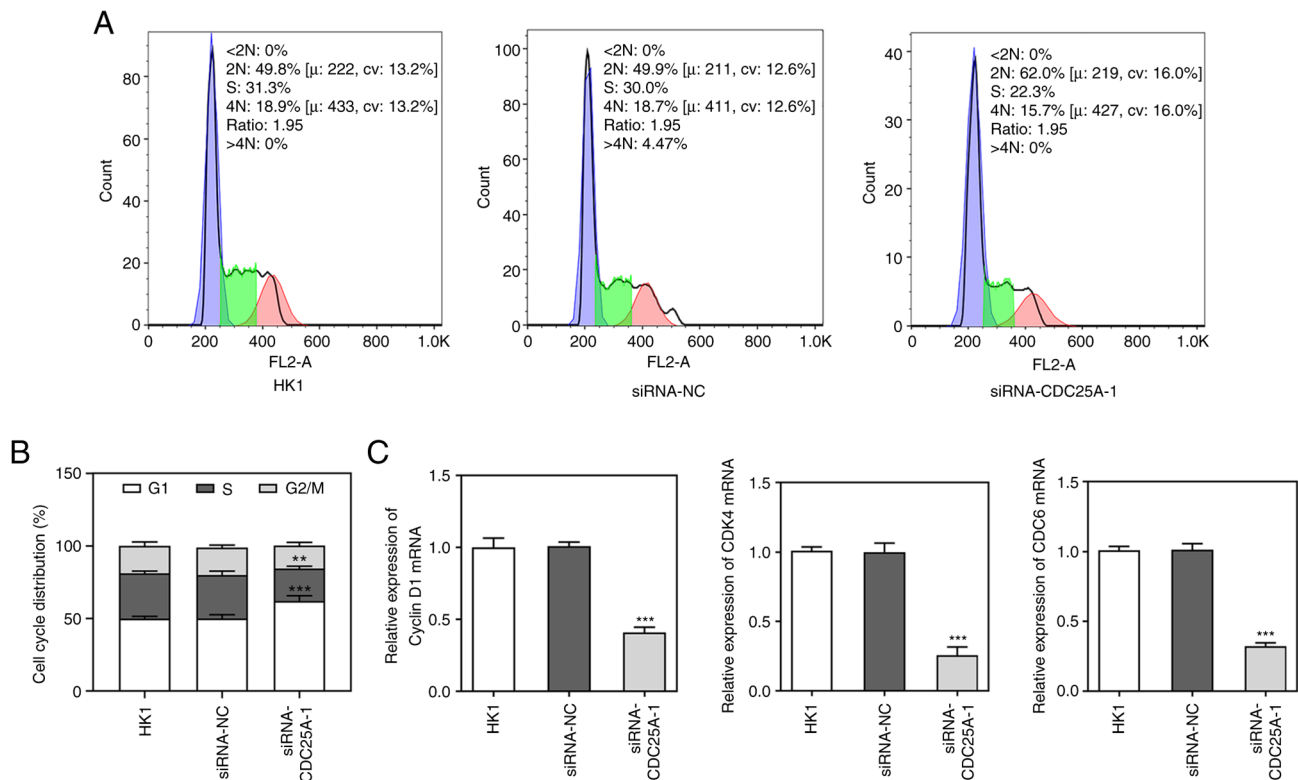 A
<2N: 0%
2N: 49.8% [µ: 222, cv: 13.2%]
S: 31.3%
4N: 18.9% [µ: 433, cv: 13.2%]
Ratio: 1.95
>4N: 0%
Count
80
60
40
20
0
0 200 400 600 800 1.0K
FL2-A
HK1
<2N: 0%
2N: 49.9% [µ: 211, cv: 12.6%]
S: 30.0%
4N: 18.7% [µ: 411, cv: 12.6%]
Ratio: 1.95
>4N: 4.47%
Count
100
80
60
40
20
0
0 200 400 600 800 1.0K
FL2-A
siRNA-NC
<2N: 0%
2N: 62.0% [µ: 219, cv: 16.0%]
S: 22.3%
4N: 15.7% [µ: 427, cv: 16.0%]
Ratio: 1.95
>4N: 0%
Count
40
30
20
10
0
0 200 400 600 800 1.0K
FL2-A
siRNA-CDC25A-1
B
Cell cycle distribution (%)
150
100
50
0
G1 S G2/M
**
***
HK1
siRNA-NC
siRNA-
CDC25A-1
C
Relative expression of
Cyclin D1 mRNA
1.5
1.0
0.5
0.0
***
HK1
siRNA-NC
siRNA-
CDC25A-1
Relative expression of CDK4 mRNA
1.5
1.0
0.5
0.0
***
HK1
siRNA-NC
siRNA-
CDC25A-1
Relative expression of CDC6 mRNA
1.5
1.0
0.5
0.0
***
HK1
siRNA-NC
siRNA-
CDC25A-1